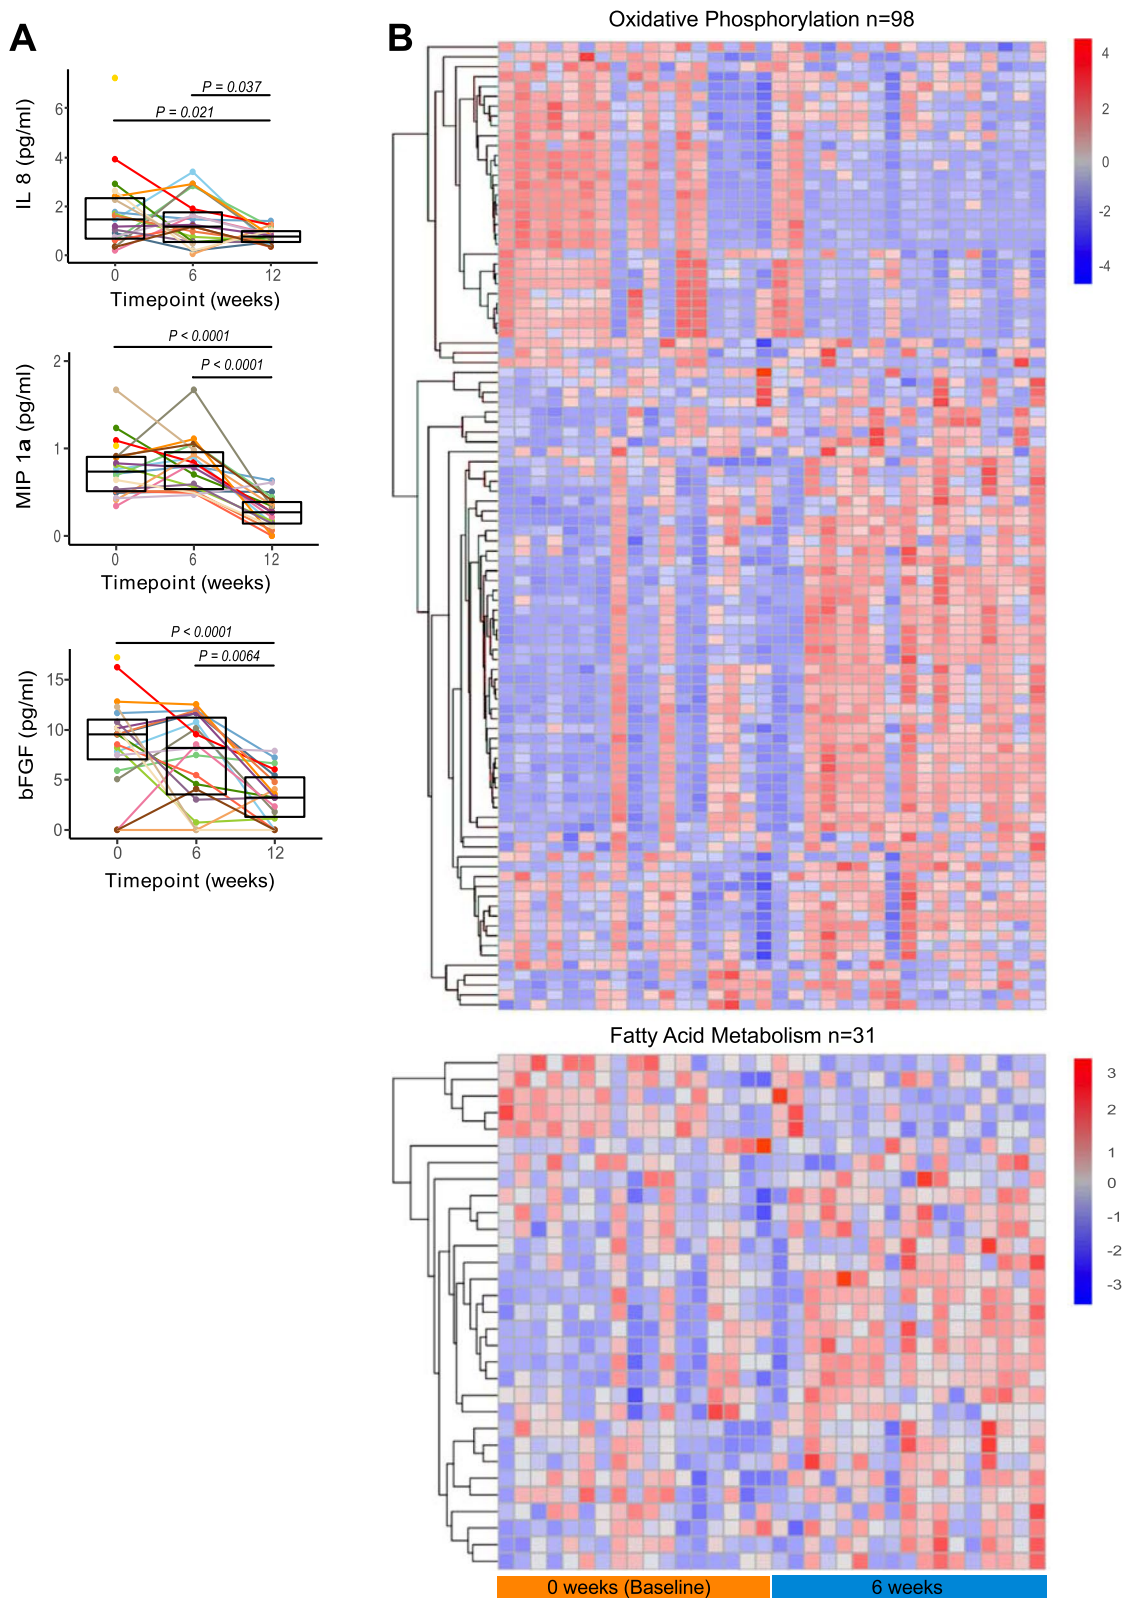 A
IL 8 (pg/ml)
6
4
2
0
P = 0.037
P = 0.021
0 6 12
Timepoint (weeks)
MIP 1a (pg/ml)
2
1
0
P < 0.0001
P < 0.0001
0 6 12
Timepoint (weeks)
bFGF (pg/ml)
15
10
5
0
P < 0.0001
P = 0.0064
0 6 12
Timepoint (weeks)
B
Oxidative Phosphorylation n=98
4
2
0
-2
-4
Fatty Acid Metabolism n=31
3
2
1
0
-1
-2
-3
0 weeks (Baseline) 6 weeks